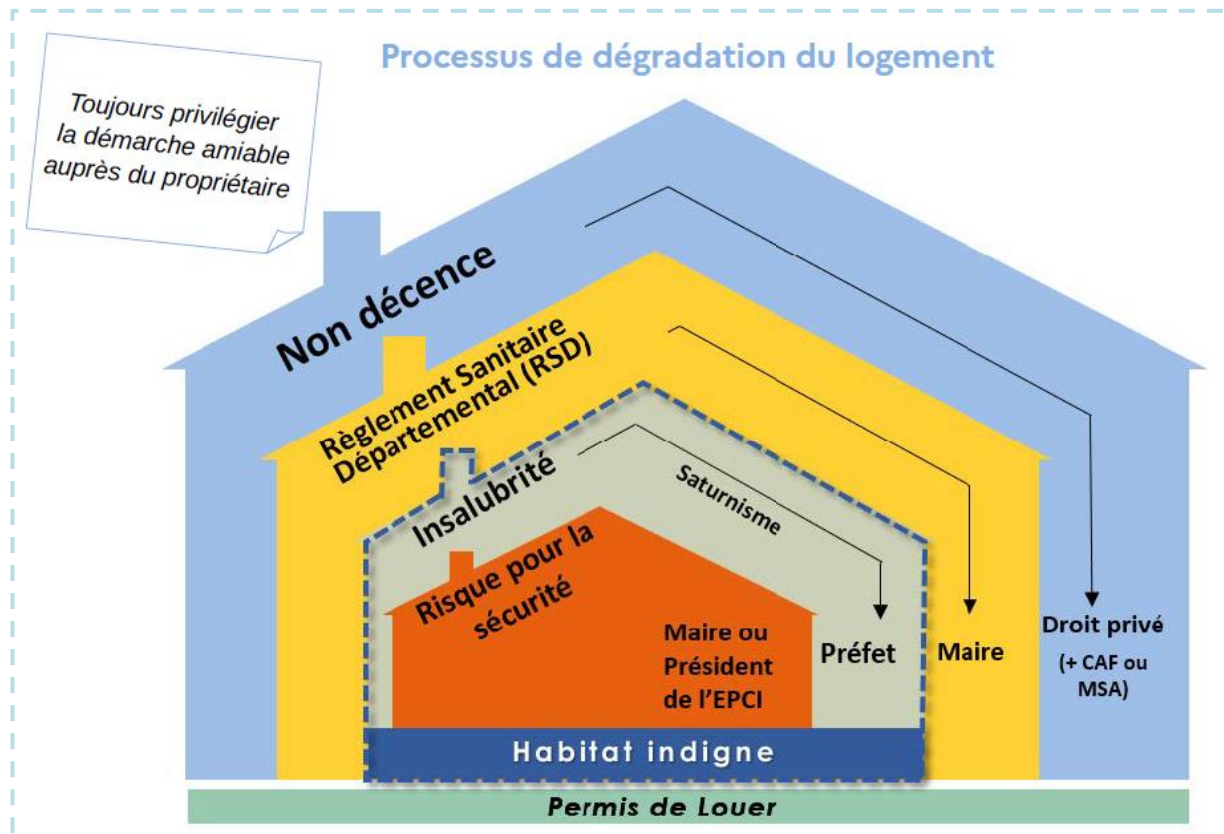 Processus de dégradation du logement
Toujours privilégier
la démarche amiable
auprès du propriétaire
Non décence
Règlement Sanitaire
Départemental (RSD)
Insalubrité
Saturnisme
Risque pour la
sécurité
Maire ou
Président
de l'EPCI
Préfet
Maire
Droit privé
(+ CAF ou
MSA)
Habitat indigne
Permis de Louer